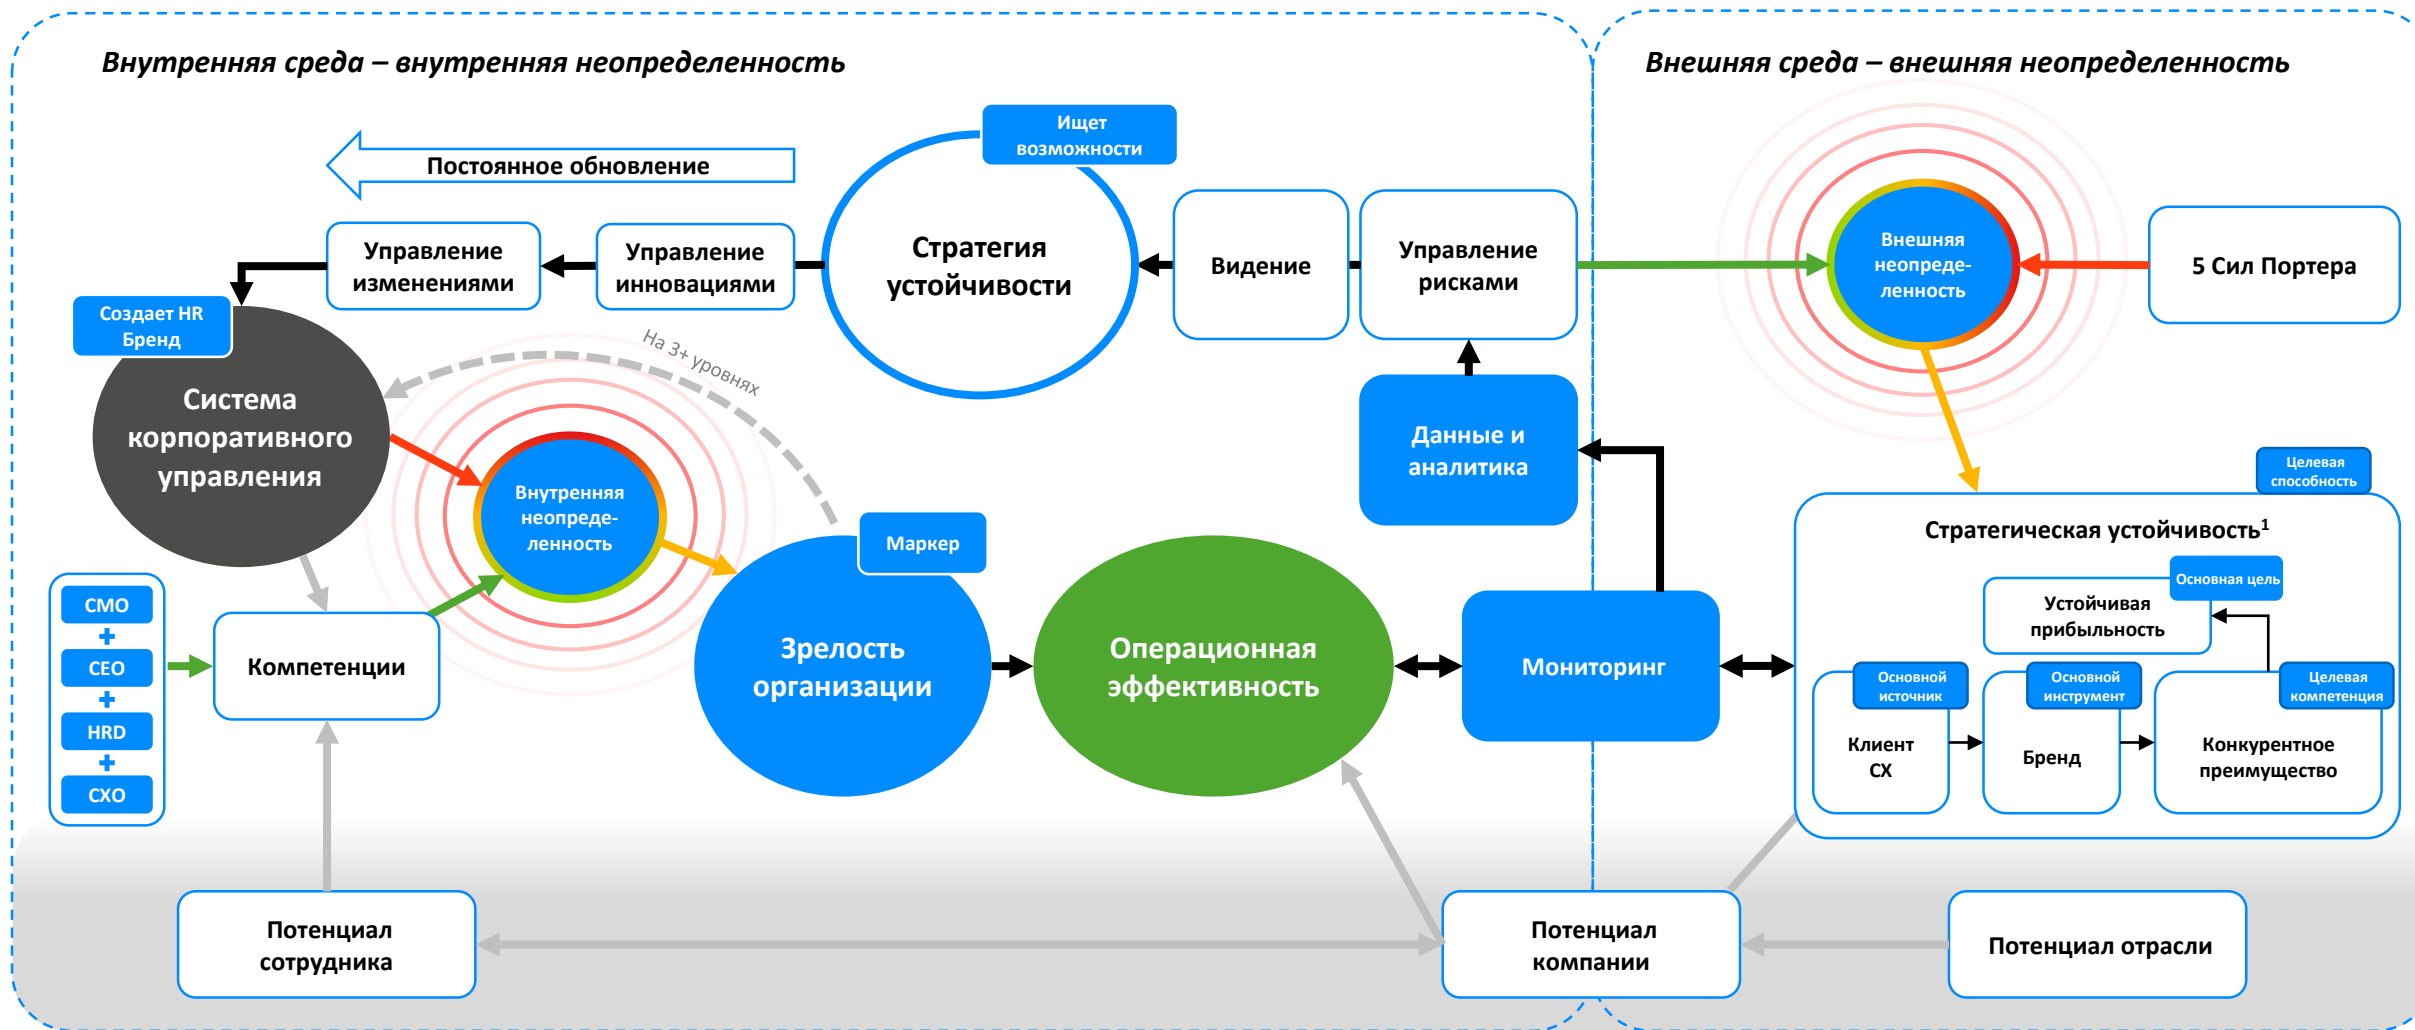 Внутренняя среда – внутренняя неопределенность
Внешняя среда – внешняя неопределенность
Ищет
возможности
Постоянное обновление
Управление
изменениями
Управление
инновациями
Стратегия
устойчивости
Видение
Управление
рисками
Внешняя
неопреде-
ленность
5 Сил Портера
Создает HR
Бренд
На 3+ уровнях
Система
корпоративного
управления
Данные и
аналитика
Внутренняя
неопреде-
ленность
Целевая
способность
Маркер
Стратегическая устойчивость¹
Основная цель
Устойчивая
прибыльность
CMO
+
CEO
+
HRD
+
CXO
Компетенции
Зрелость
организации
Операционная
эффективность
Мониторинг
Основной
источник
Клиент
CX
Основной
инструмент
Бренд
Целевая
компетенция
Конкурентное
преимущество
Потенциал
сотрудника
Потенциал
компании
Потенциал отрасли